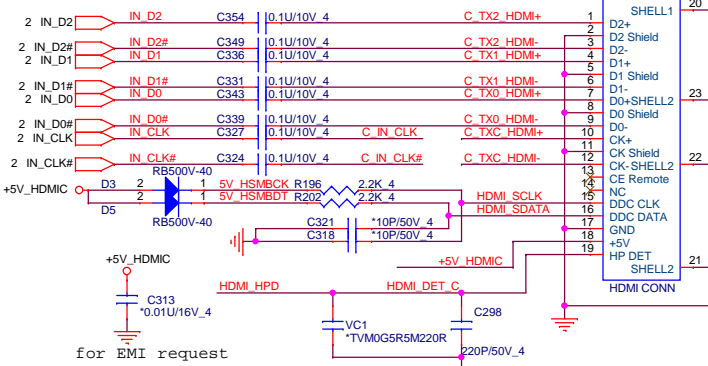 SHELL1 20
2 IN_D2 IN_D2 C354 0.1U/10V_4 C_TX2_HDMI+ 1 D2+
2 D2 Shield
2 IN_D2# IN_D2# C349 0.1U/10V_4 C_TX2_HDMI- 3 D2-
2 IN_D1 IN_D1 C336 0.1U/10V_4 C_TX1_HDMI+ 4 D1+
5 D1 Shield
2 IN_D1# IN_D1# C331 0.1U/10V_4 C_TX1_HDMI- 6 D1-
2 IN_D0 IN_D0 C343 0.1U/10V_4 C_TX0_HDMI+ 7 D0+SHELL2 23
8 D0 Shield
2 IN_D0# IN_D0# C339 0.1U/10V_4 C_TX0_HDMI- 9 D0-
2 IN_CLK IN_CLK C327 0.1U/10V_4 C_IN_CLK C_TXC_HDMI+ 10 CK+
11 CK Shield
2 IN_CLK# IN_CLK# C324 0.1U/10V_4 C_IN_CLK# C_TXC_HDMI- 12 CK-SHELL2 22
RB500V-40 13 CE Remote
+5V_HDMIC D3 2 1 5V_HSMBCK R196 2.2K_4 14 NC
2 1 5V_HSMBDT R202 2.2K_4 HDMI_SCLK 15 DDC CLK
D5 HDMI_SDATA 16 DDC DATA
RB500V-40 C321 *10P/50V_4 17 GND
C318 *10P/50V_4 18 +5V
19 HP DET
+5V_HDMIC +5V_HDMIC SHELL2 21
HDMI_HPD HDMI_DET_C HDMI CONN
C313
*0.01U/16V_4
C298
VC1
*TVM0G5R5M220R
for EMI request
220P/50V_4